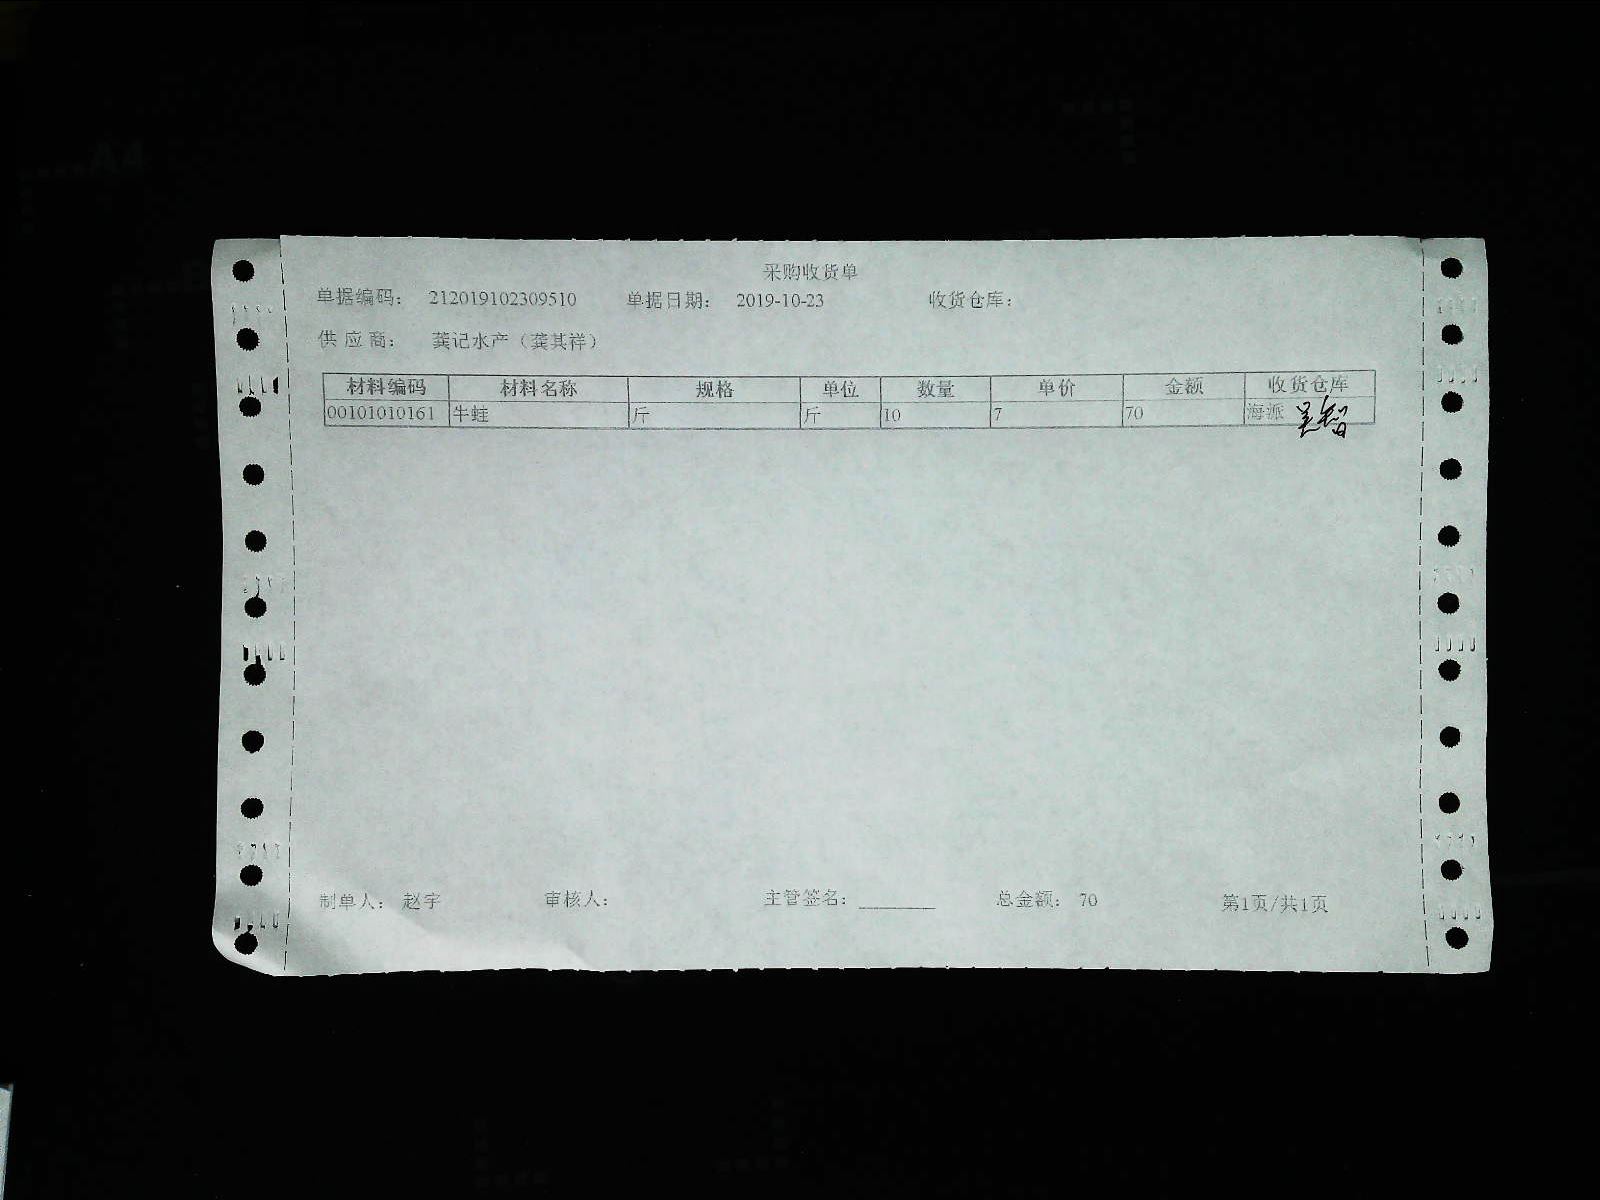 采购收货单
单据编码： 212019102309510 单据日期： 2019-10-23 收货仓库：
供 应 商： 龚记水产（龚其祥）
材料编码 材料名称 规格 单位 数量 单价 金额 收货仓库
00101010161 牛蛙 斤 斤 10 7 70 海派
制单人： 赵宇 审核人： 主管签名： 总金额： 70 第1页/共1页